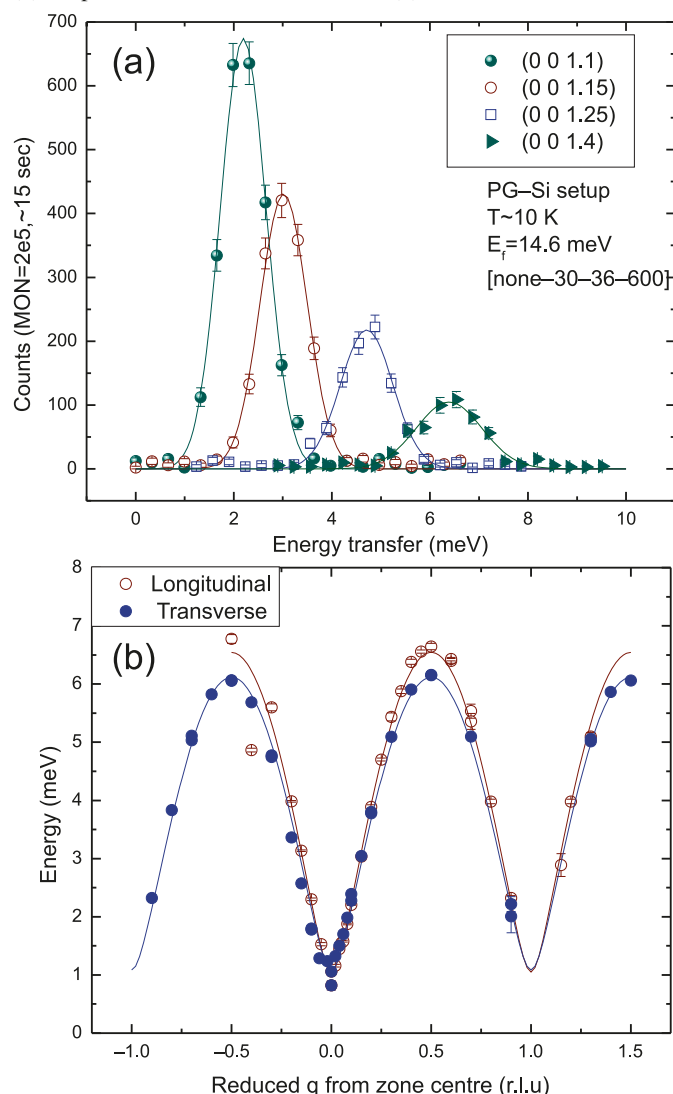 (a)
(0 0 1.1)
(0 0 1.15)
(0 0 1.25)
(0 0 1.4)
PG–Si setup
T~10 K
E_f=14.6 meV
[none–30–36–600]
Counts (MON=2e5,~15 sec)
700
600
500
400
300
200
100
0
0 2 4 6 8 10
Energy transfer (meV)
Longitudinal
Transverse
(b)
Energy (meV)
8
7
6
5
4
3
2
1
0
−1.0 −0.5 0.0 0.5 1.0 1.5
Reduced q from zone centre (r.l.u)